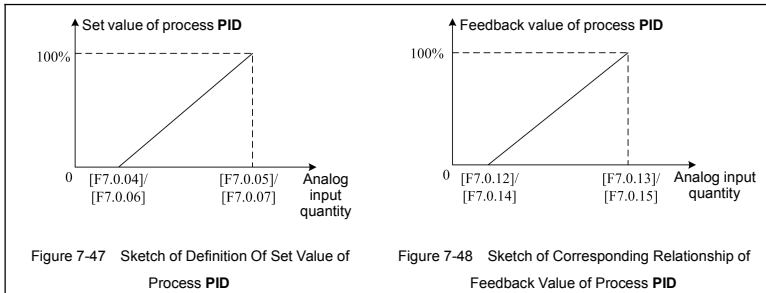 Set value of process PID
100%
0
[F7.0.04]/
[F7.0.06]
[F7.0.05]/
[F7.0.07]
Analog
input
quantity
Figure 7-47 Sketch of Definition Of Set Value of
Process PID
Feedback value of process PID
100%
0
[F7.0.12]/
[F7.0.14]
[F7.0.13]/
[F7.0.15]
Analog input
quantity
Figure 7-48 Sketch of Corresponding Relationship of
Feedback Value of Process PID